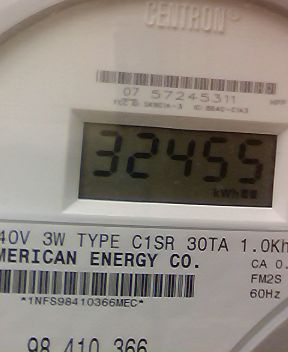 CENTRON®
07 57245311
32455
kWh
40V 3W TYPE C1SR 30TA 1.0Kh
MERICAN ENERGY CO.
CA 0.
FM2S
*1NFS98410366MEC*
60Hz
98 410 366